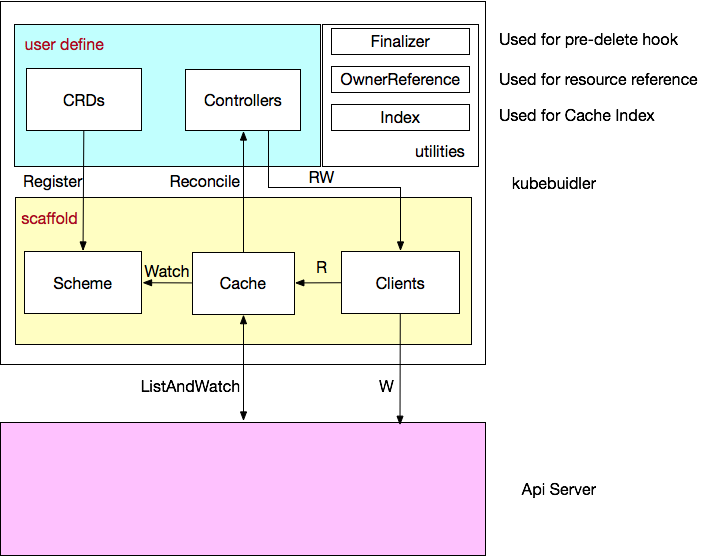 user define
CRDs
Controllers
Finalizer
Used for pre-delete hook
OwnerReference
Used for resource reference
Index
Used for Cache Index
utilities
Register
Reconcile
RW
kubebuidler
scaffold
Scheme
Watch
Cache
R
Clients
ListAndWatch
W
Api Server